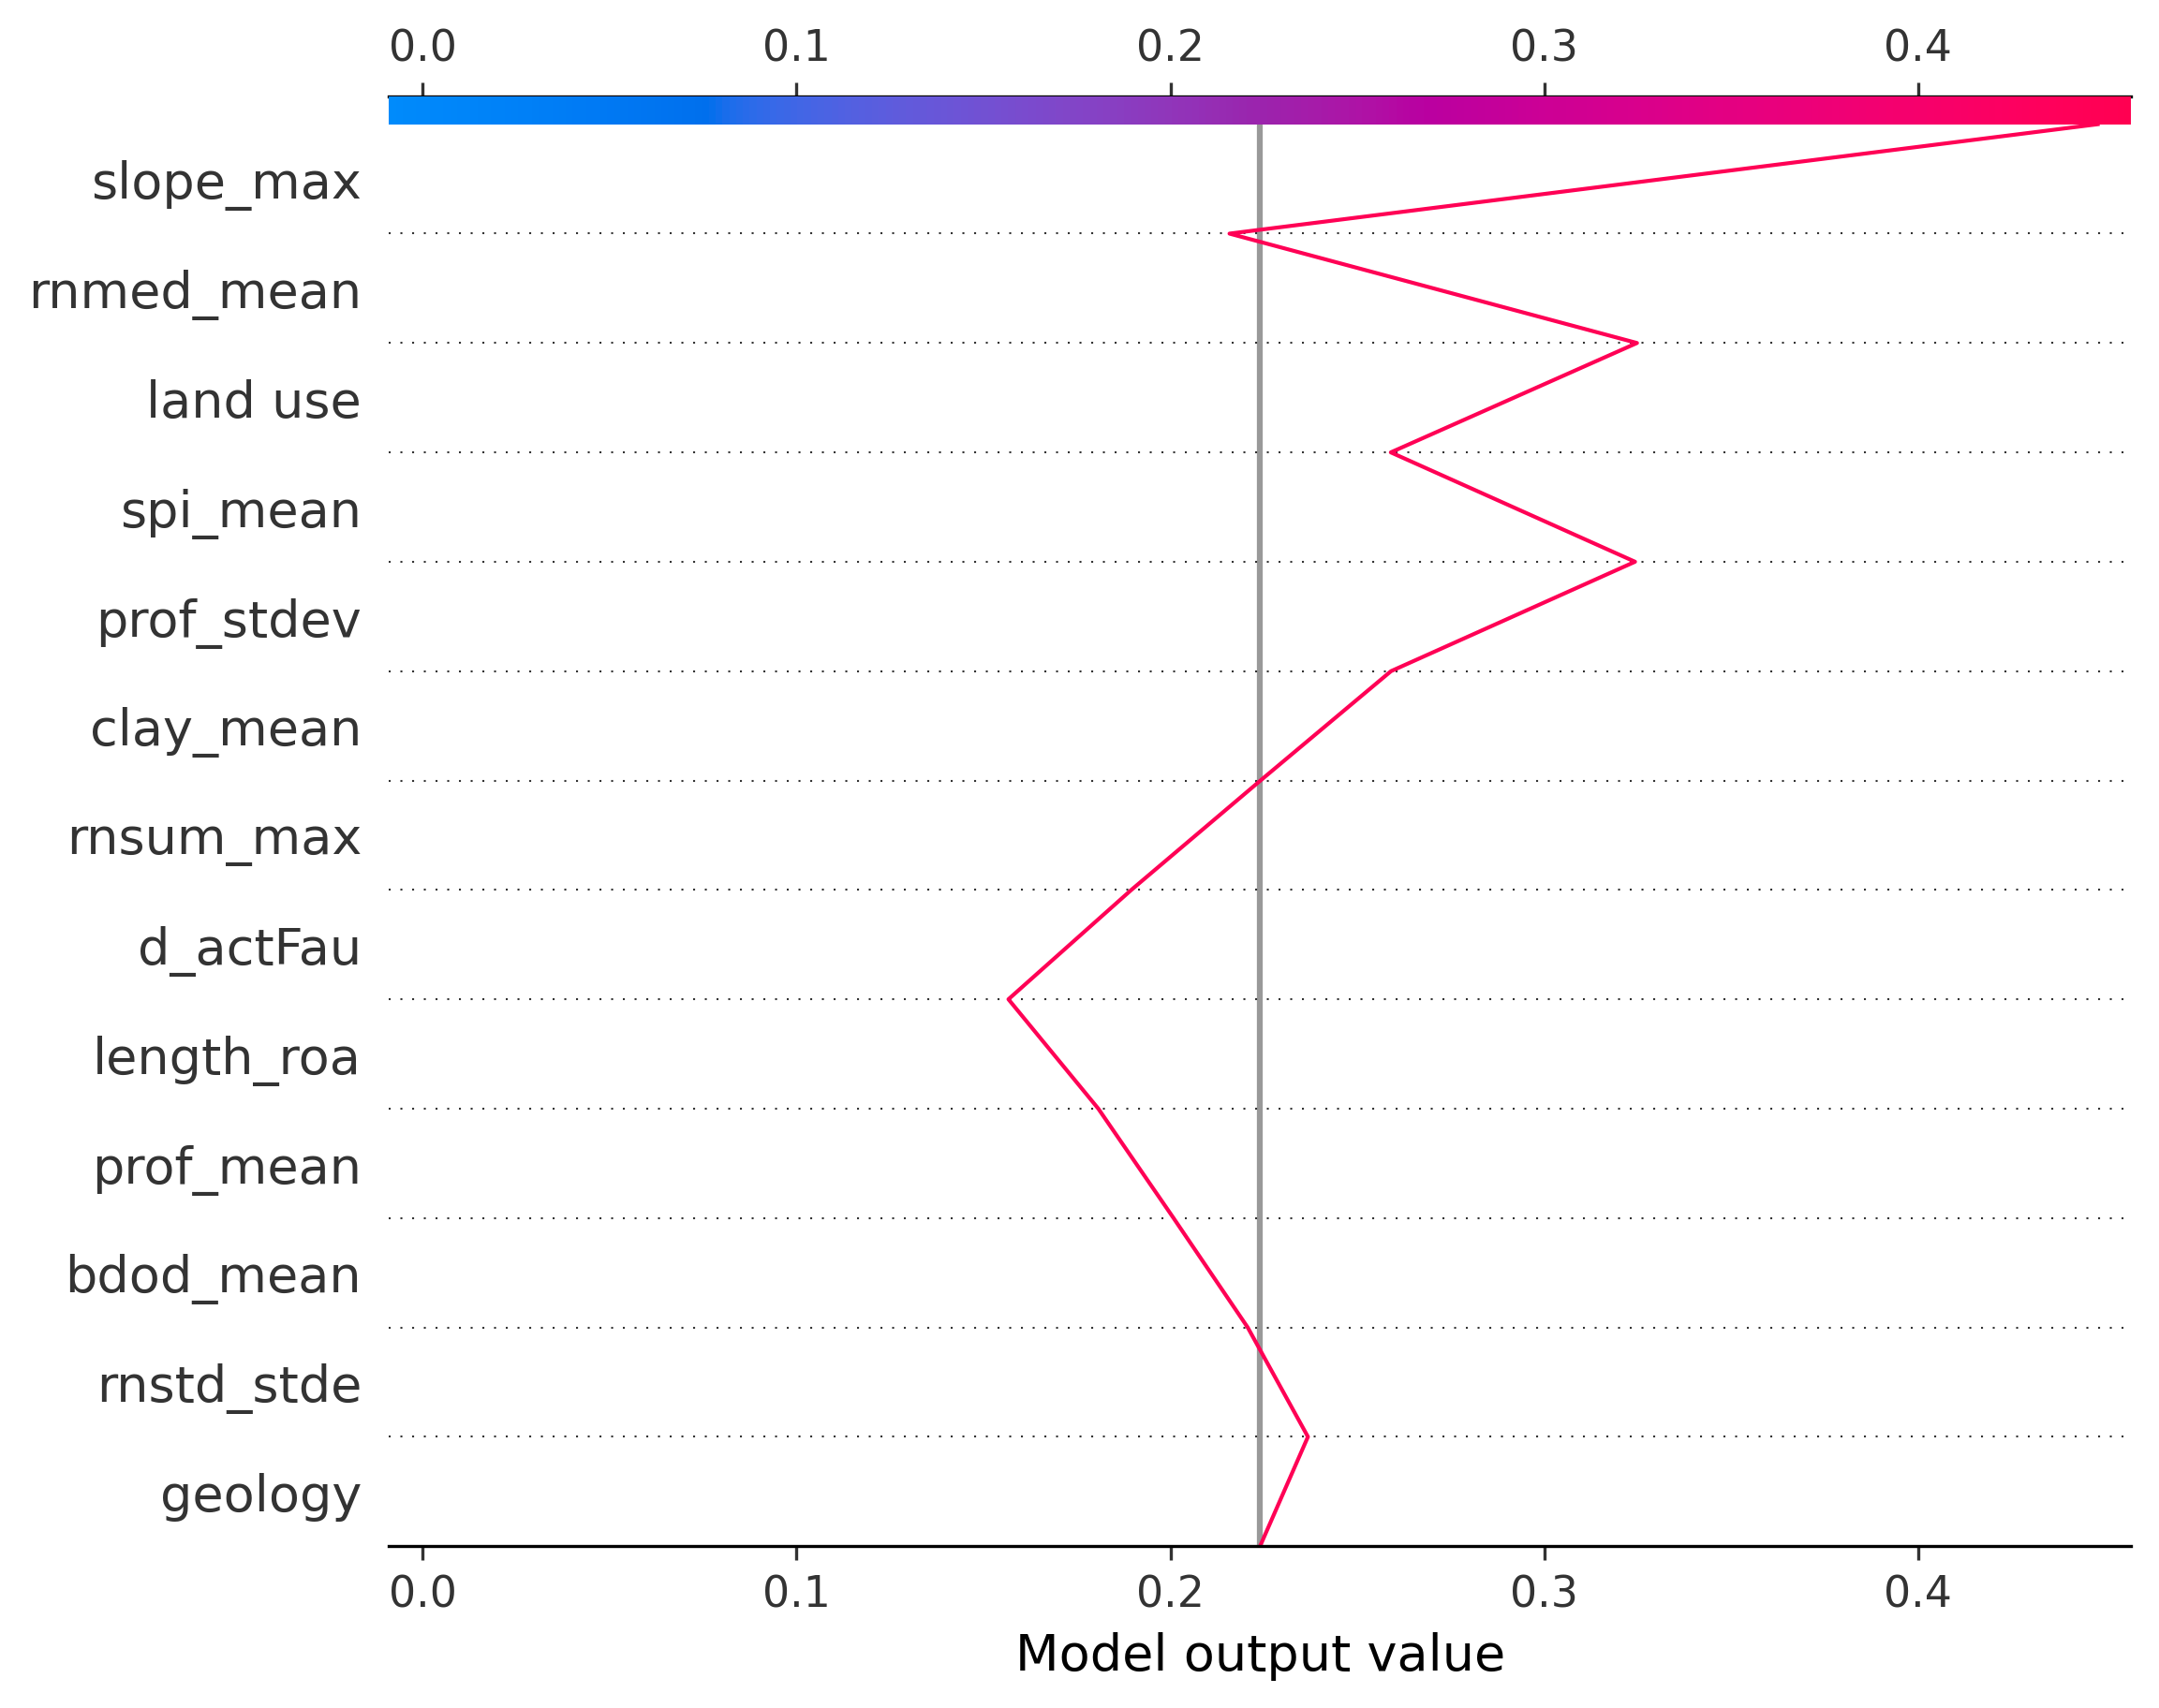 0.0 0.1 0.2 0.3 0.4
slope_max
rnmed_mean
land use
spi_mean
prof_stdev
clay_mean
rnsum_max
d_actFau
length_roa
prof_mean
bdod_mean
rnstd_stde
geology
0.0 0.1 0.2 0.3 0.4
Model output value